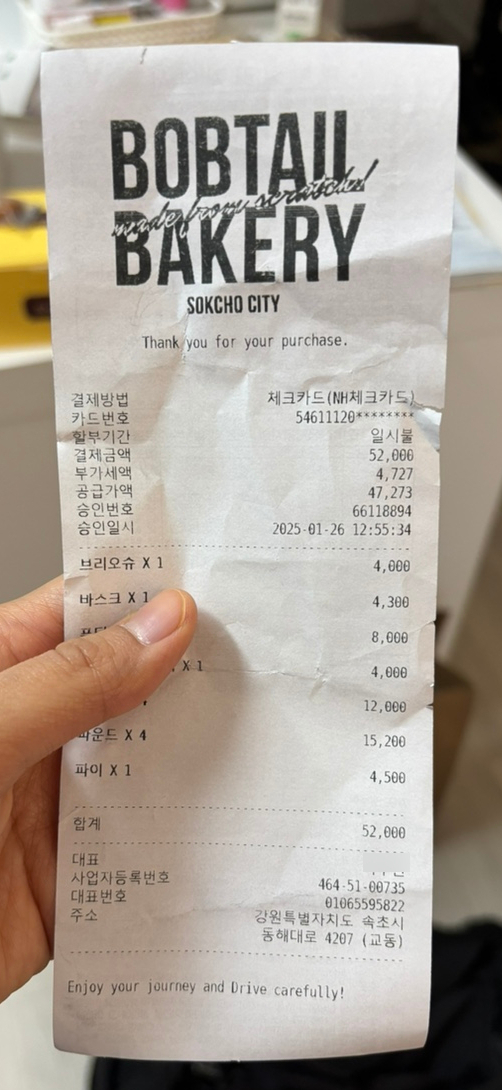 BOBTAIL
made from scratch!
BAKERY
SOKCHO CITY
Thank you for your purchase.
결제방법 체크카드(NH체크카드)
카드번호 54611120********
할부기간 일시불
결제금액 52,000
부가세액 4,727
공급가액 47,273
승인번호 66118894
승인일시 2025-01-26 12:55:34
브리오슈 X 1 4,000
바스크 X 1 4,300
8,000
X 1 4,000
12,000
파운드 X 4 15,200
파이 X 1 4,500
합계 52,000
대표
사업자등록번호 464-51-00735
대표번호 01065595822
주소 강원특별자치도 속초시
동해대로 4207 (교동)
Enjoy your journey and Drive carefully!